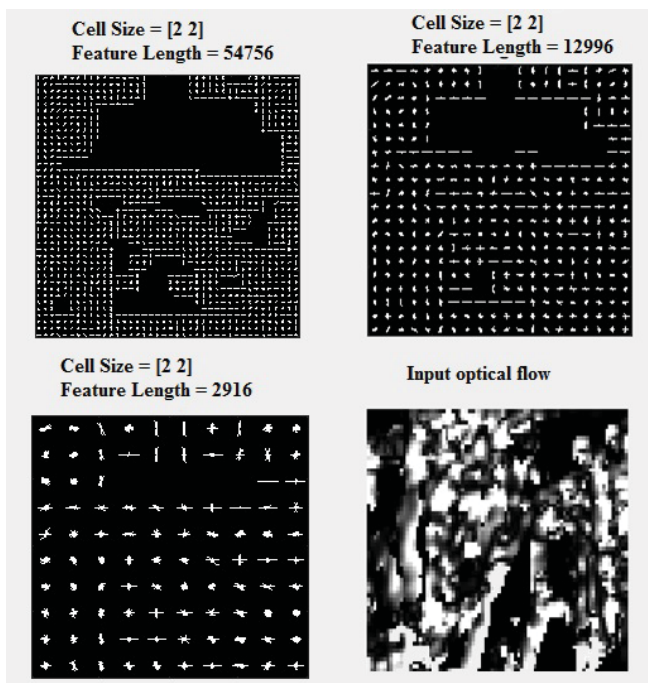 Cell Size = [2 2]
Feature Length = 54756
Cell Size = [2 2]
Feature Length = 12996
Cell Size = [2 2]
Feature Length = 2916
Input optical flow